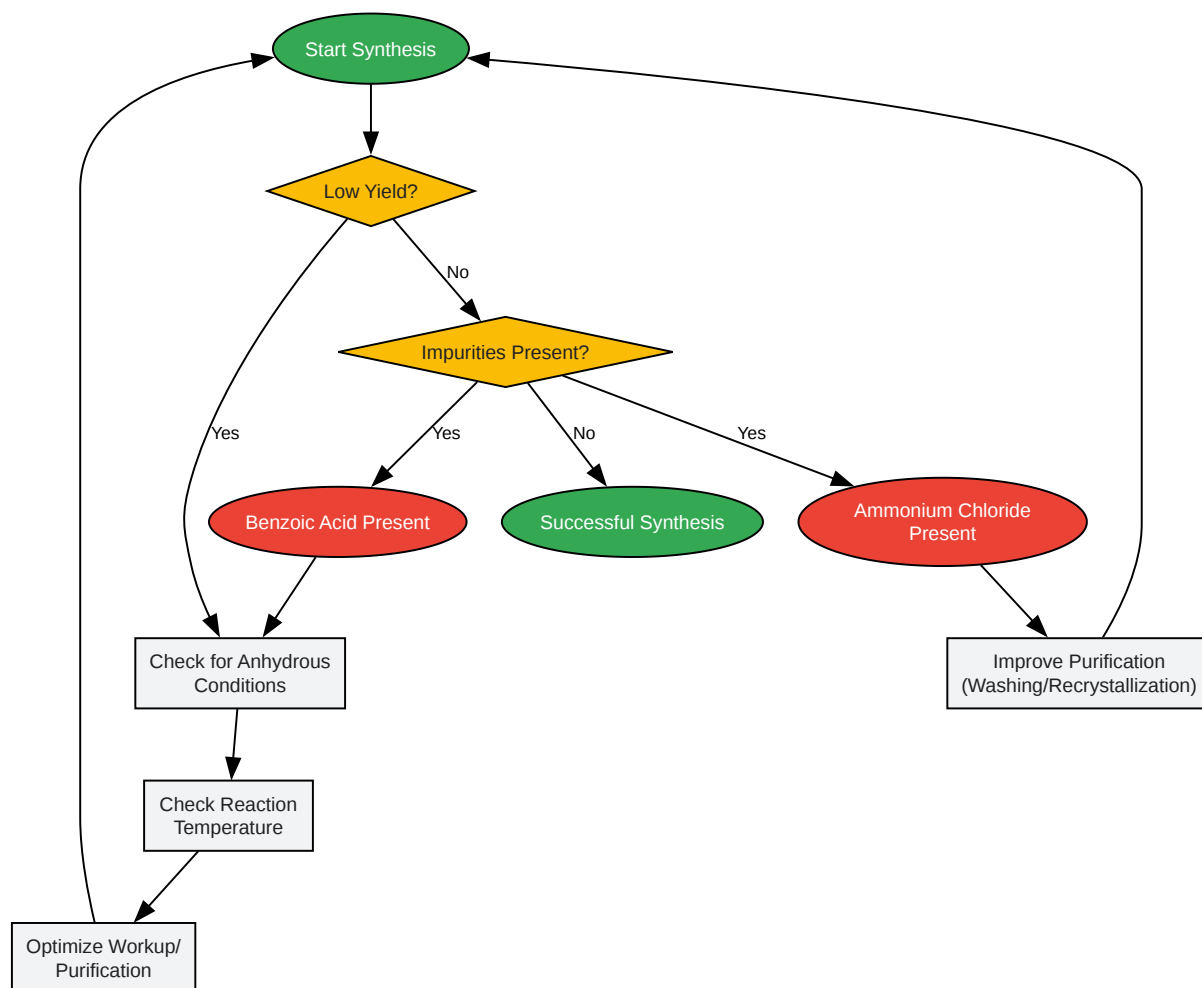 Start Synthesis
Low Yield?
No
Impurities Present?
Yes
Yes
No
Yes
Benzoic Acid Present
Successful Synthesis
Ammonium Chloride
Present
Check for Anhydrous
Conditions
Improve Purification
(Washing/Recrystallization)
Check Reaction
Temperature
Optimize Workup/
Purification